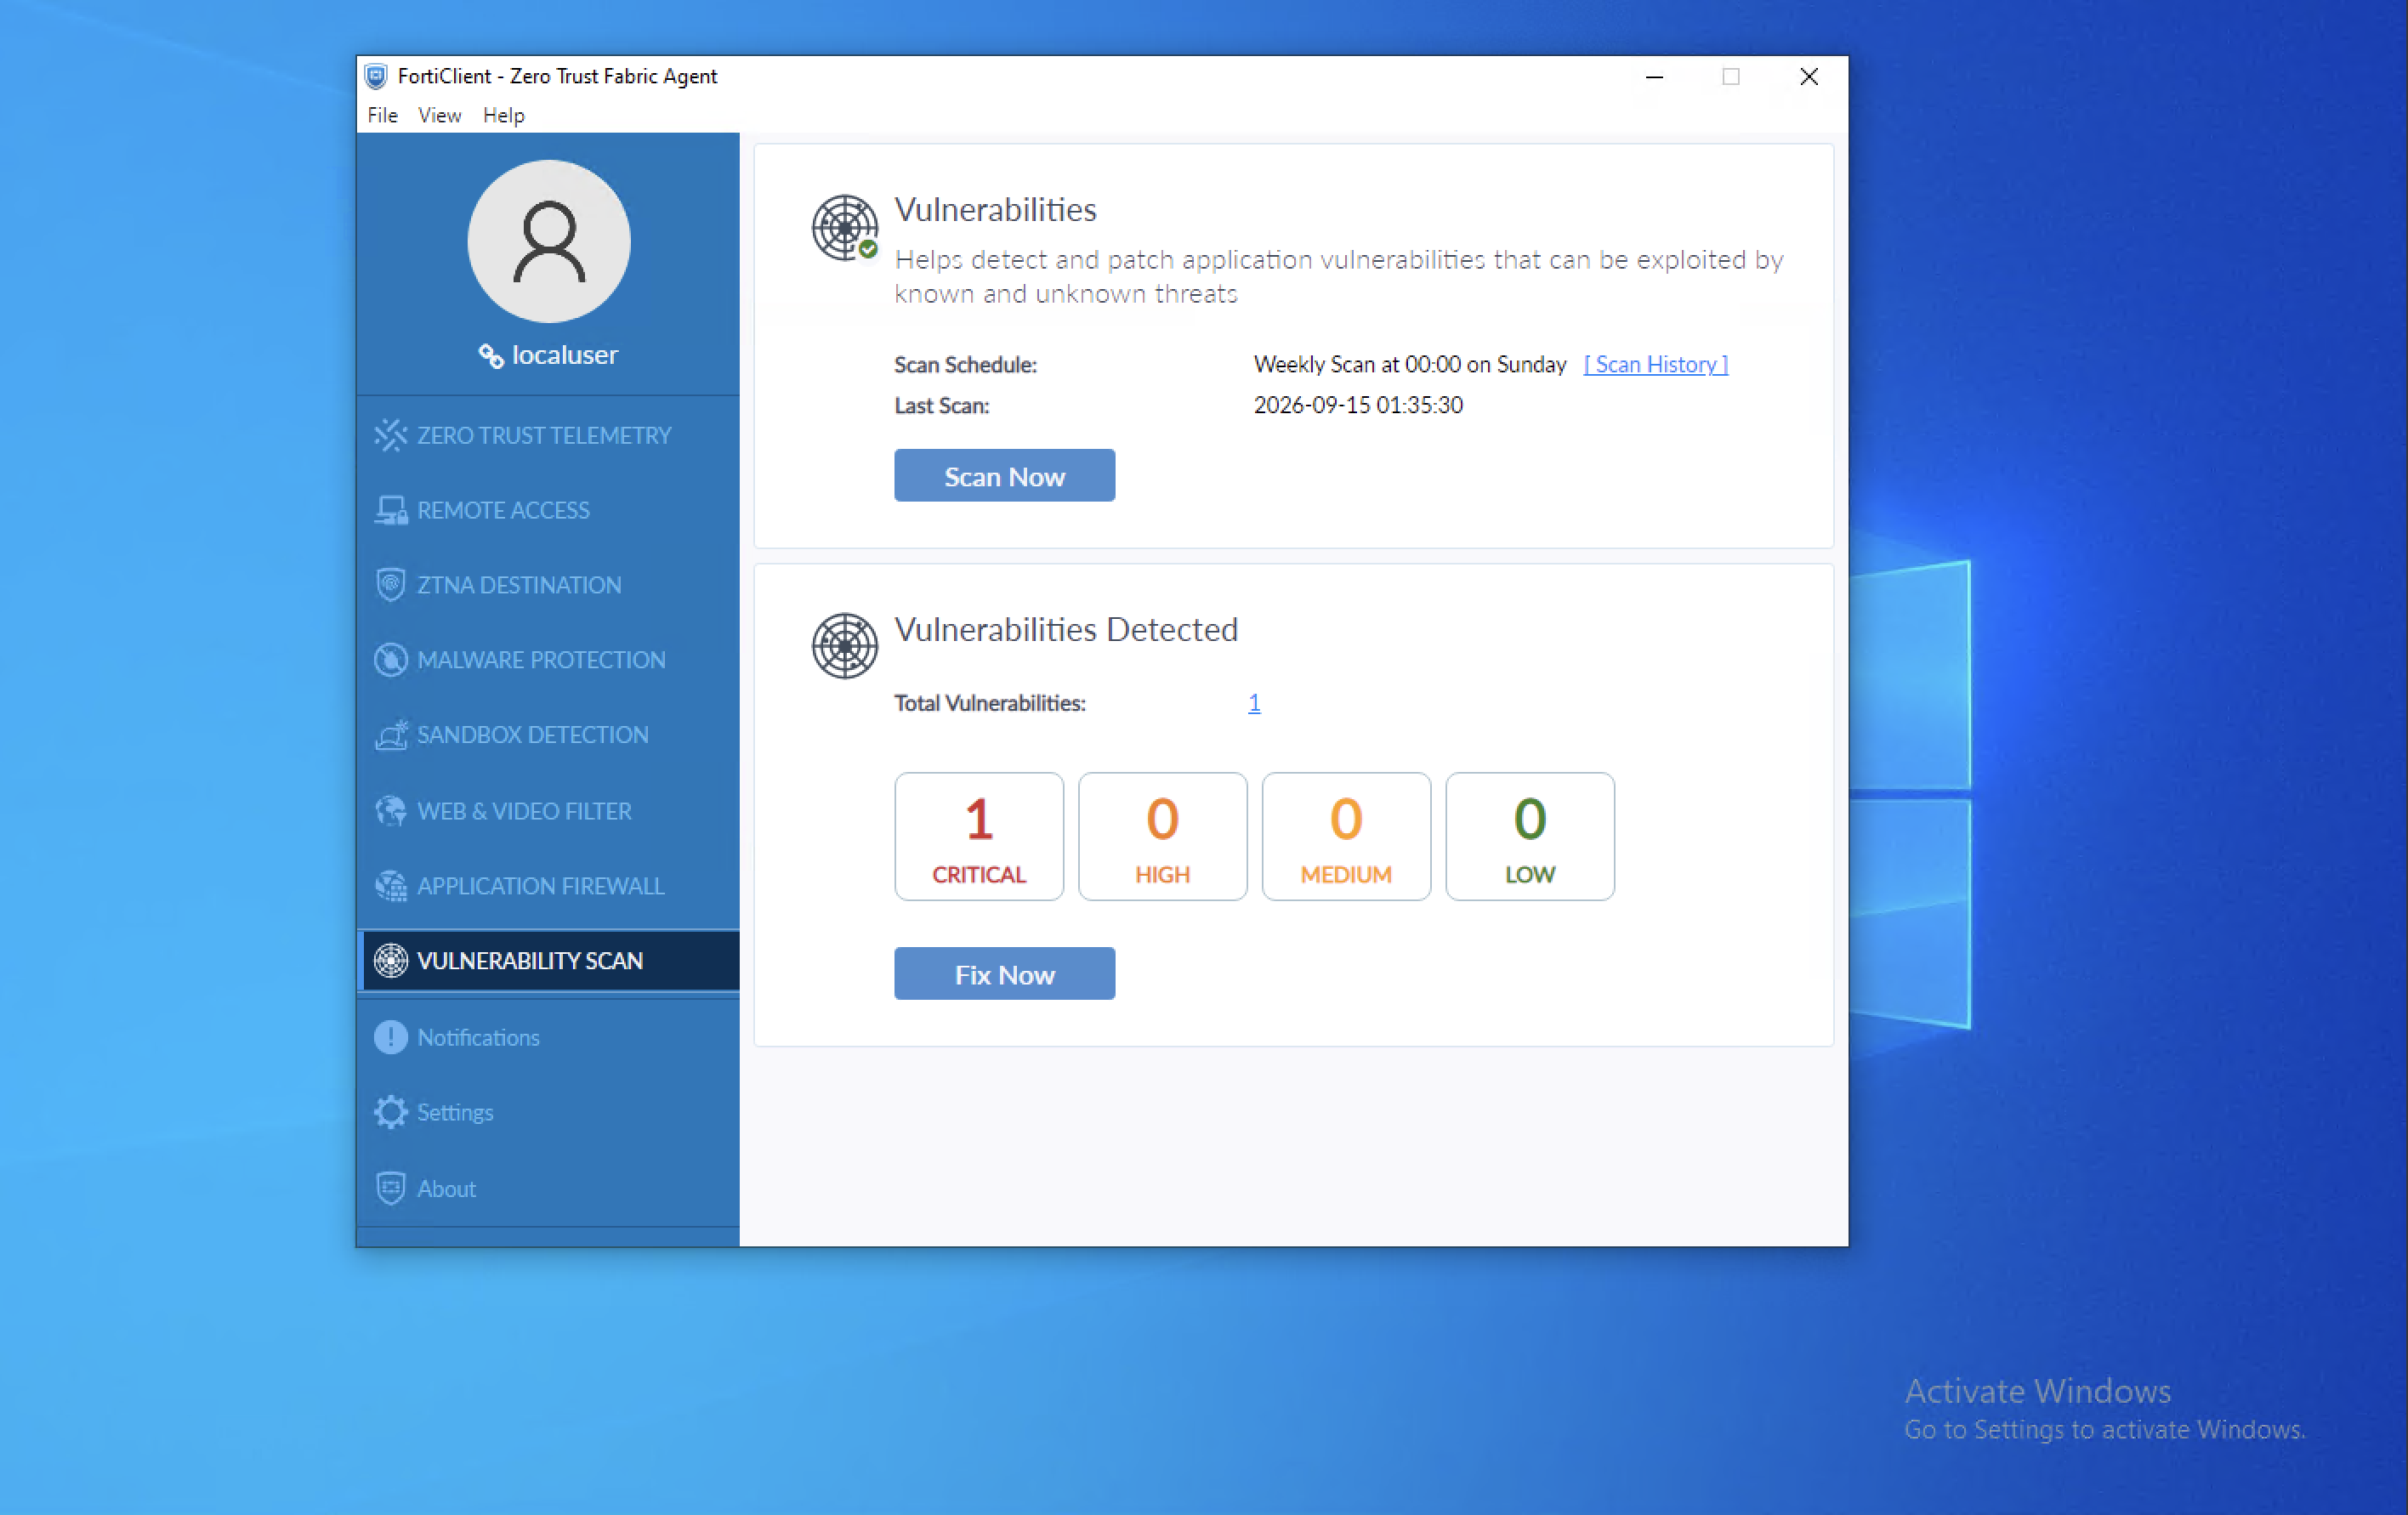 FortiClient - Zero Trust Fabric Agent
File View Help
localuser
ZERO TRUST TELEMETRY
REMOTE ACCESS
ZTNA DESTINATION
MALWARE PROTECTION
SANDBOX DETECTION
WEB & VIDEO FILTER
APPLICATION FIREWALL
VULNERABILITY SCAN
Notifications
Settings
About
Vulnerabilities
Helps detect and patch application vulnerabilities that can be exploited by
known and unknown threats
Scan Schedule: Weekly Scan at 00:00 on Sunday [ Scan History ]
Last Scan: 2026-09-15 01:35:30
Scan Now
Vulnerabilities Detected
Total Vulnerabilities: 1
1 0 0 0
CRITICAL HIGH MEDIUM LOW
Fix Now
Activate Windows
Go to Settings to activate Windows.